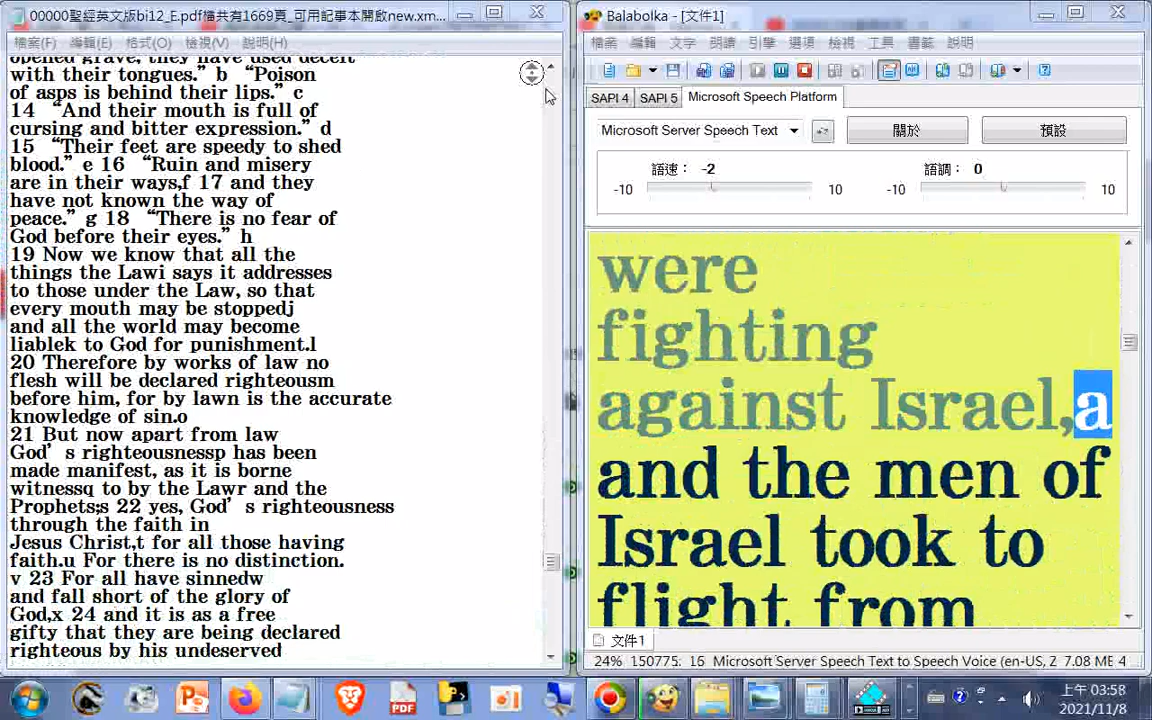 00000聖經英文版bi12_E.pdf檔共有1669頁_可用記事本開啟new.xm...
檔案(F) 編輯(E) 格式(O) 檢視(V) 說明(H)
opened grave, they have used deceit
with their tongues.” b “Poison
of asps is behind their lips.” c
14 “And their mouth is full of
cursing and bitter expression.” d
15 “Their feet are speedy to shed
blood.” e 16 “Ruin and misery
are in their ways,f 17 and they
have not known the way of
peace.” g 18 “There is no fear of
God before their eyes.” h
19 Now we know that all the
things the Lawi says it addresses
to those under the Law, so that
every mouth may be stoppedj
and all the world may become
liablek to God for punishment.l
20 Therefore by works of law no
flesh will be declared righteousm
before him, for by lawn is the accurate
knowledge of sin.o
21 But now apart from law
God’s righteousnessp has been
made manifest, as it is borne
witnessq to by the Lawr and the
Prophets;s 22 yes, God’s righteousness
through the faith in
Jesus Christ,t for all those having
faith.u For there is no distinction.
v 23 For all have sinnedw
and fall short of the glory of
God,x 24 and it is as a free
gifty that they are being declared
righteous by his undeserved
Balabolka - [文件1]
檔案 編輯 文字 朗讀 引擎 選項 檢視 工具 書籤 說明
SAPI 4 SAPI 5 Microsoft Speech Platform
Microsoft Server Speech Text 關於 預設
語速： -2 語調： 0
-10 10 -10 10
were
fighting
against Israel,a
and the men of
Israel took to
flight from
文件1
24% 150775: 16 Microsoft Server Speech Text to Speech Voice (en-US, Z 7.08 ME 4
PDF
上午 03:58
2021/11/8